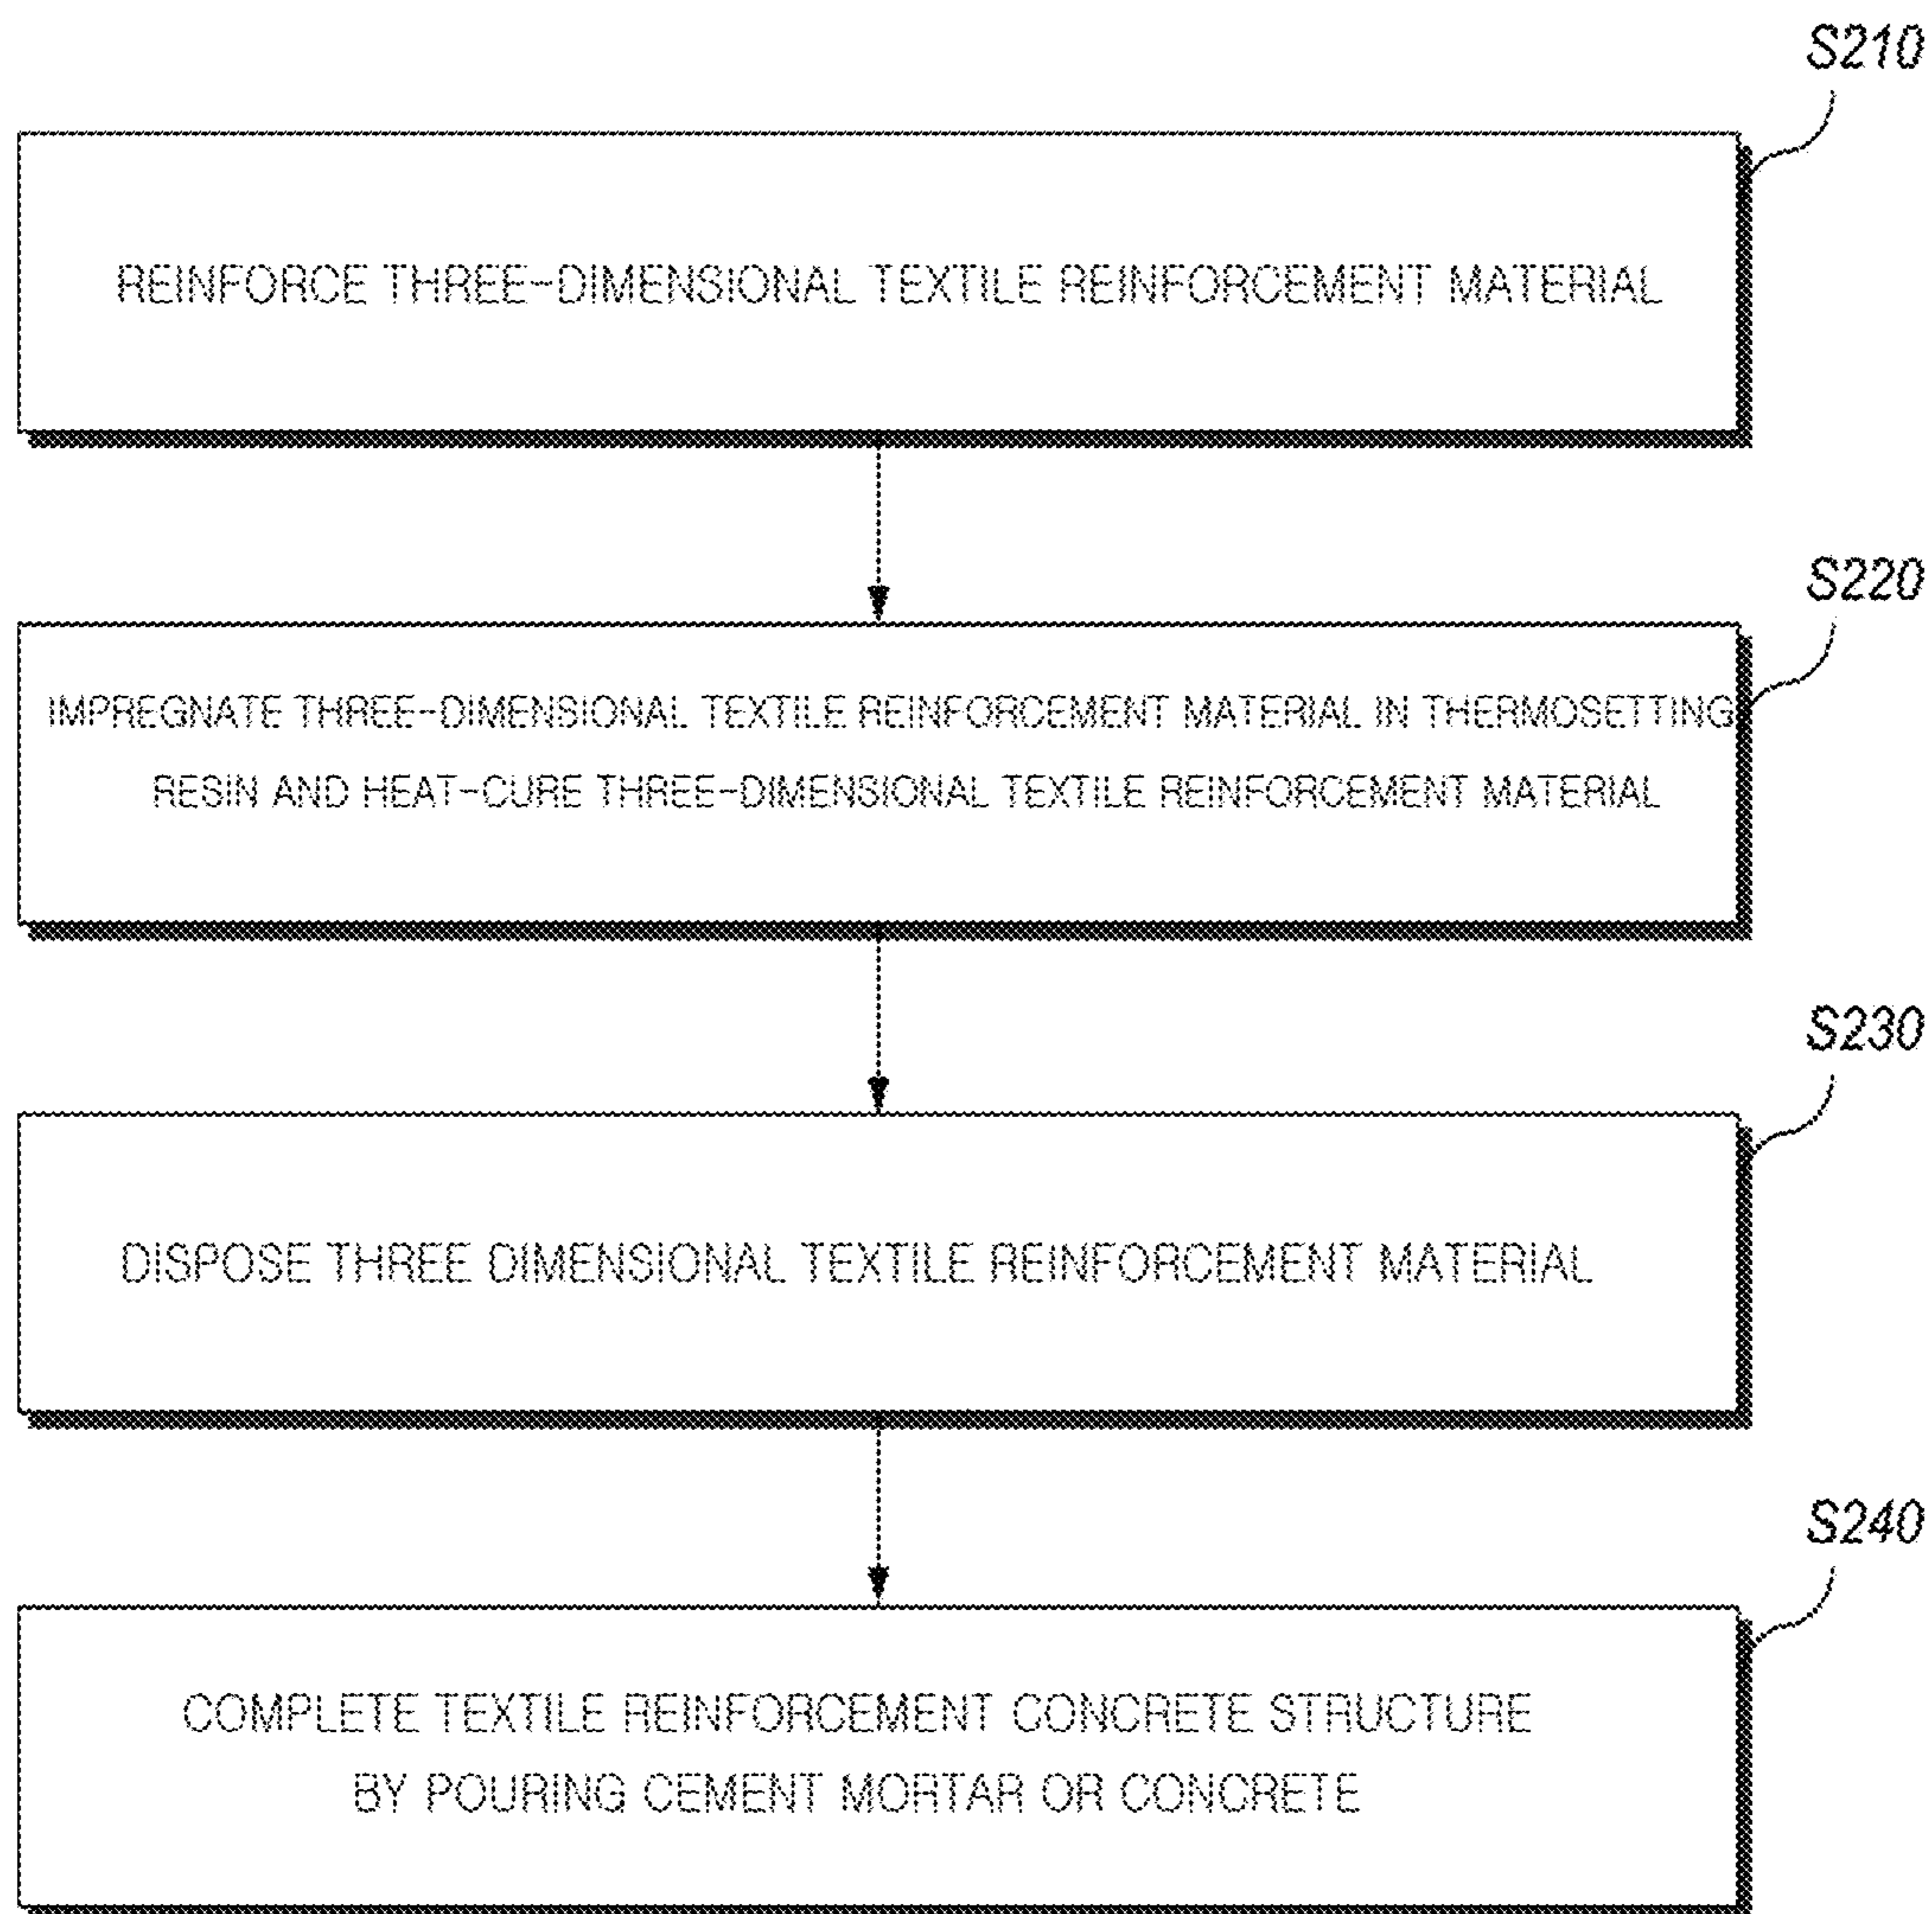 S210
REINFORCE THREE-DIMENSIONAL TEXTILE REINFORCEMENT MATERIAL
S220
IMPREGNATE THREE-DIMENSIONAL TEXTILE REINFORCEMENT MATERIAL IN THERMOSETTING
RESIN AND HEAT-CURE THREE-DIMENSIONAL TEXTILE REINFORCEMENT MATERIAL
S230
DISPOSE THREE DIMENSIONAL TEXTILE REINFORCEMENT MATERIAL
S240
COMPLETE TEXTILE REINFORCEMENT CONCRETE STRUCTURE
BY POURING CEMENT MORTAR OR CONCRETE